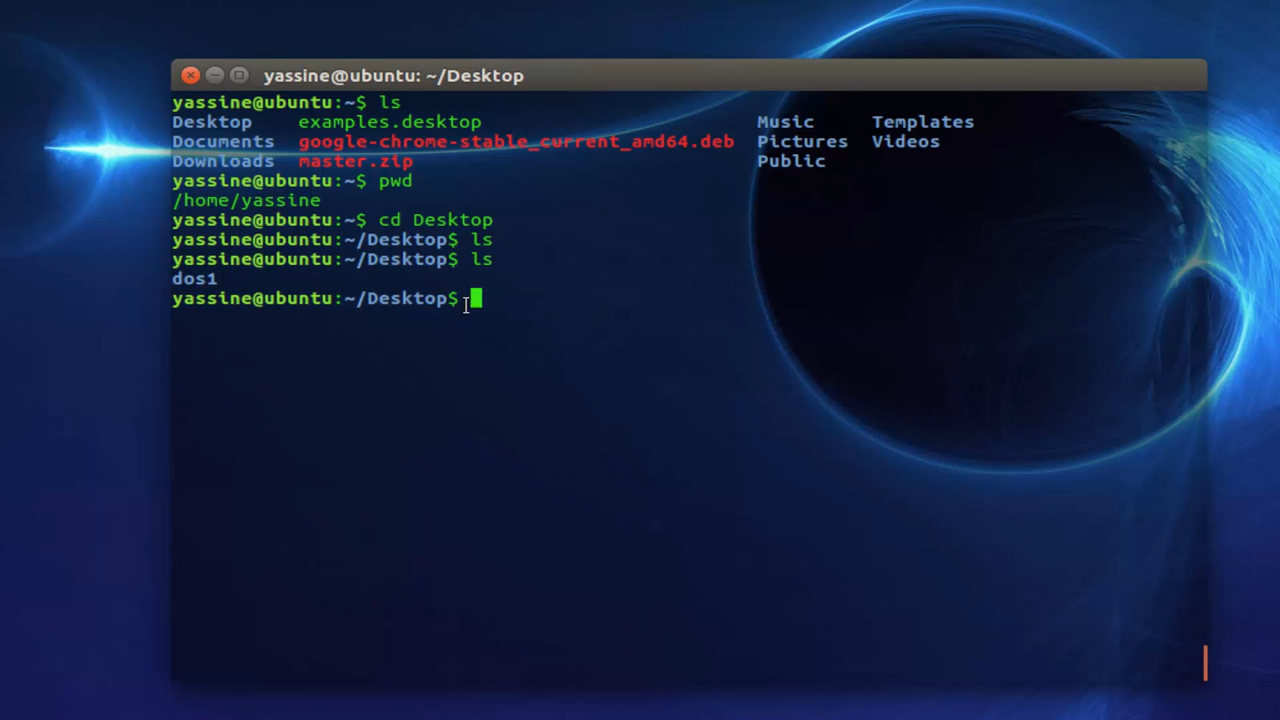 yassine@ubuntu: ~/Desktop
yassine@ubuntu:~$ ls
Desktop    examples.desktop                         Music     Templates
Documents  google-chrome-stable_current_amd64.deb  Pictures  Videos
Downloads  master.zip                               Public
yassine@ubuntu:~$ pwd
/home/yassine
yassine@ubuntu:~$ cd Desktop
yassine@ubuntu:~/Desktop$ ls
yassine@ubuntu:~/Desktop$ ls
dos1
yassine@ubuntu:~/Desktop$